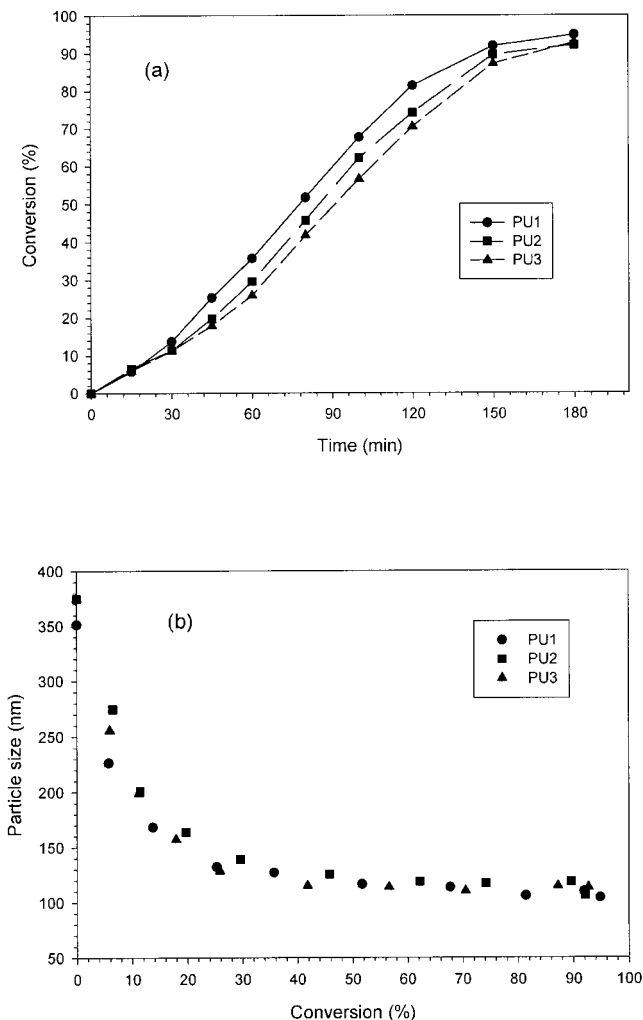 100
90
80
70
60
50
40
30
20
10
0
Conversion (%)
(a)
PU1
PU2
PU3
0 30 60 90 120 150 180
Time (min)
400
350
300
250
200
150
100
50
Particle size (nm)
(b)
PU1
PU2
PU3
0 10 20 30 40 50 60 70 80 90 100
Conversion (%)